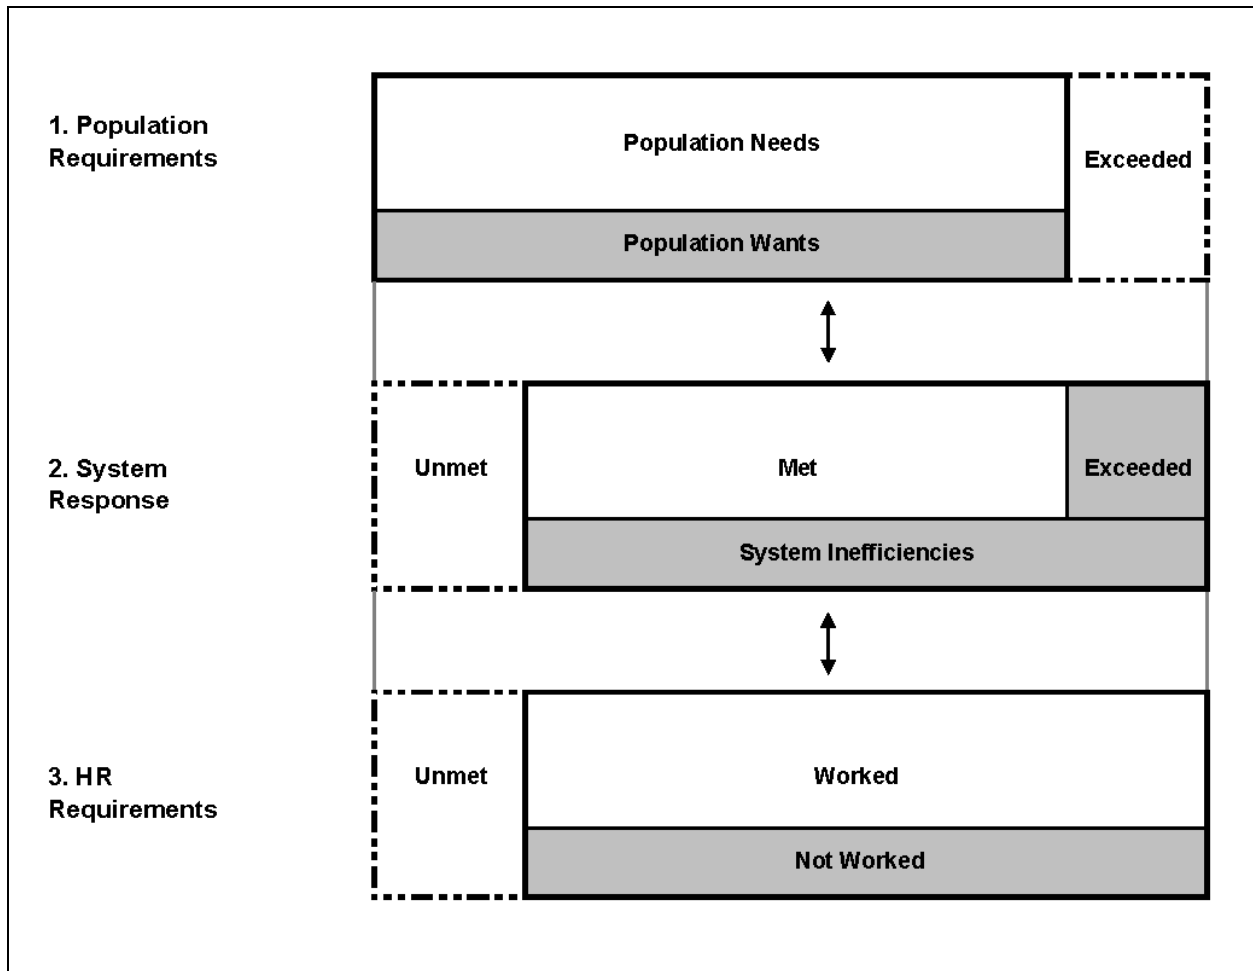 1. Population
Requirements
Population Needs
Exceeded
Population Wants
2. System
Response
Unmet
Met
Exceeded
System Inefficiencies
3. HR
Requirements
Unmet
Worked
Not Worked